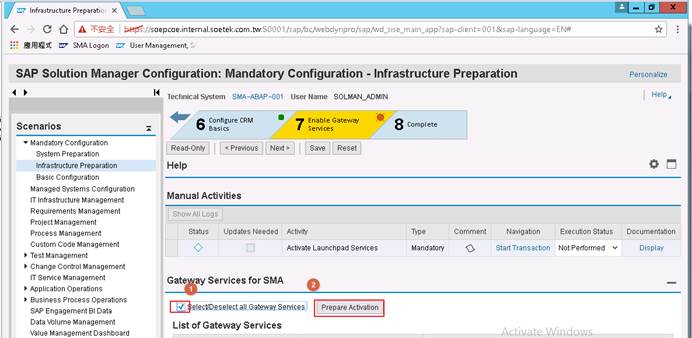 Infrastructure Preparation
不安全 https://soepcoe.internal.soetek.com.tw:50001/sap/bc/webdynpro/sap/wd_sise_main_app?sap-client=001&sap-language=EN#
應用程式 SMA Logon User Management, S
SAP Solution Manager Configuration: Mandatory Configuration - Infrastructure Preparation
Personalize
Technical System SMA-ABAP-001 User Name SOLMAN_ADMIN
Help
6 Configure CRM Basics
7 Enable Gateway Services
8 Complete
Read-Only < Previous Next > Save Reset
Help
Scenarios
Mandatory Configuration
System Preparation
Infrastructure Preparation
Basic Configuration
Managed Systems Configuration
IT Infrastructure Management
Requirements Management
Project Management
Process Management
Custom Code Management
Test Management
Change Control Management
IT Service Management
Application Operations
Business Process Operations
SAP Engagement BI Data
Data Volume Management
Value Management Dashboard
Manual Activities
Show All Logs
Status Updates Needed Activity Type Comment Navigation Execution Status Documentation
Activate Launchpad Services Mandatory Start Transaction Not Performed Display
Gateway Services for SMA
1 2
Select/Deselect all Gateway Services Prepare Activation
List of Gateway Services
Activate Windows